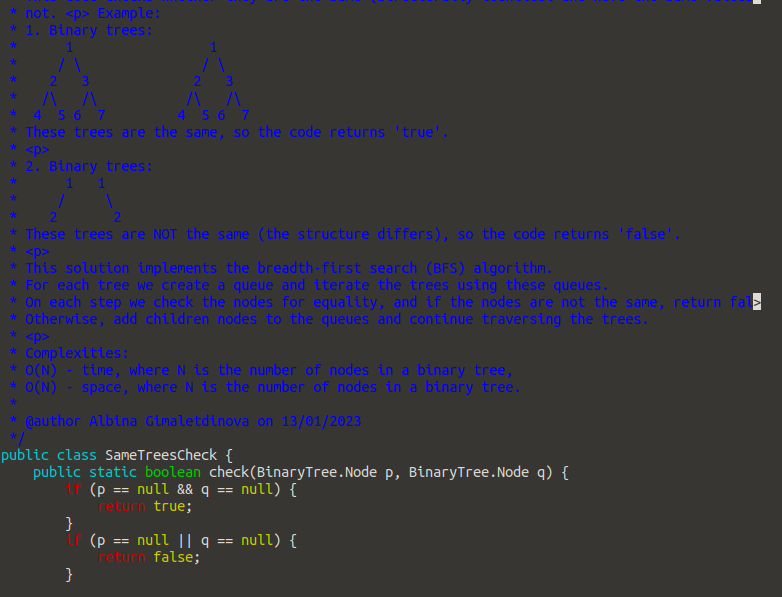 * not. <p> Example:
 * 1. Binary trees:
 *      1                 1
 *     / \               / \
 *    2   3             2   3
 *   /\   /\           /\   /\
 *  4  5 6  7         4  5 6  7
 * These trees are the same, so the code returns 'true'.
 * <p>
 * 2. Binary trees:
 *      1   1
 *     /     \
 *    2       2
 * These trees are NOT the same (the structure differs), so the code returns 'false'.
 * <p>
 * This solution implements the breadth-first search (BFS) algorithm.
 * For each tree we create a queue and iterate the trees using these queues.
 * On each step we check the nodes for equality, and if the nodes are not the same, return fal>
 * Otherwise, add children nodes to the queues and continue traversing the trees.
 * <p>
 * Complexities:
 * O(N) - time, where N is the number of nodes in a binary tree,
 * O(N) - space, where N is the number of nodes in a binary tree.
 *
 * @author Albina Gimaletdinova on 13/01/2023
 */
public class SameTreesCheck {
    public static boolean check(BinaryTree.Node p, BinaryTree.Node q) {
        if (p == null && q == null) {
            return true;
        }
        if (p == null || q == null) {
            return false;
        }